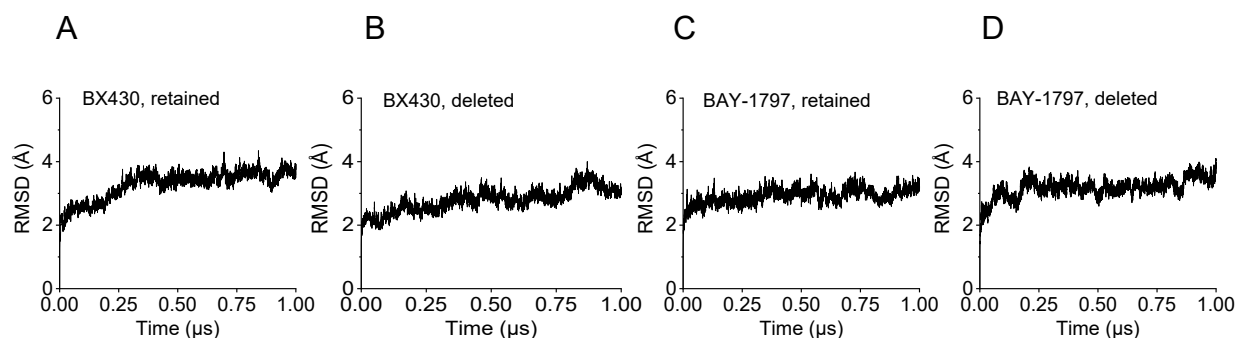 A
B
C
D
BX430, retained
BX430, deleted
BAY-1797, retained
BAY-1797, deleted
6
4
2
0
RMSD (Å)
0.00 0.25 0.50 0.75 1.00
Time (μs)
6
4
2
0
RMSD (Å)
0.00 0.25 0.50 0.75 1.00
Time (μs)
6
4
2
0
RMSD (Å)
0.00 0.25 0.50 0.75 1.00
Time (μs)
6
4
2
0
RMSD (Å)
0.00 0.25 0.50 0.75 1.00
Time (μs)